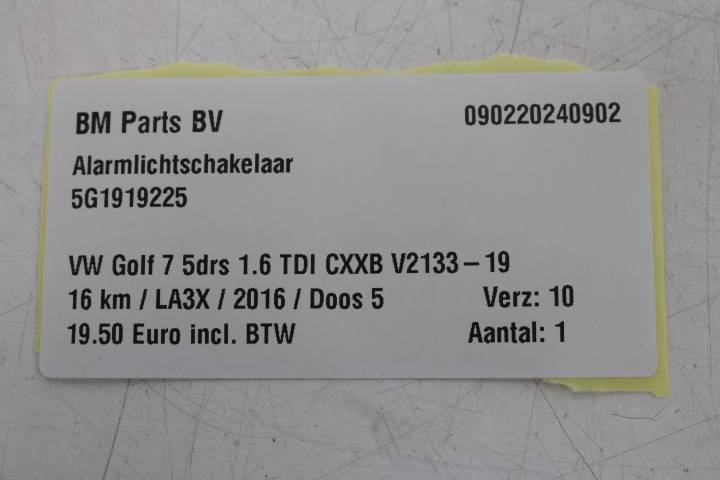 BM Parts BV 090220240902
Alarmlichtschakelaar
5G1919225
VW Golf 7 5drs 1.6 TDI CXXB V2133-19
16 km / LA3X / 2016 / Doos 5 Verz: 10
19.50 Euro incl. BTW Aantal: 1